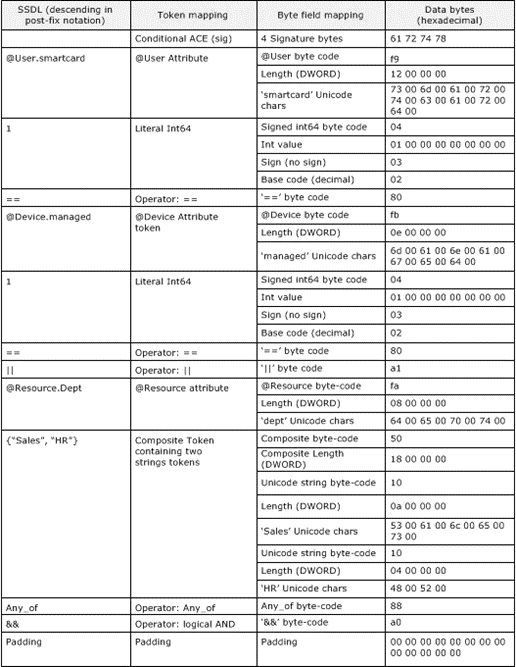 SSDL (descending in post-fix notation) Token mapping Byte field mapping Data bytes (hexadecimal)
Conditional ACE (sig) 4 Signature bytes 61 72 74 78
@User.smartcard @User Attribute @User byte code f9
Length (DWORD) 12 00 00 00
‘smartcard’ Unicode chars 73 00 6d 00 61 00 72 00
74 00 63 00 61 00 72 00
64 00
1 Literal Int64 Signed int64 byte code 04
Int value 01 00 00 00 00 00 00 00
Sign (no sign) 03
Base code (decimal) 02
== Operator: == ‘==’ byte code 80
@Device.managed @Device Attribute token @Device byte code fb
Length (DWORD) 0e 00 00 00
‘managed’ Unicode chars 6d 00 61 00 6e 00 61 00
67 00 65 00 64 00
1 Literal Int64 Signed int64 byte code 04
Int value 01 00 00 00 00 00 00 00
Sign (no sign) 03
Base code (decimal) 02
== Operator: == ‘==’ byte code 80
|| Operator: || ‘||’ byte code a1
@Resource.Dept @Resource attribute @Resource byte-code fa
Length (DWORD) 08 00 00 00
‘dept’ Unicode chars 64 00 65 00 70 00 74 00
{“Sales”, “HR”} Composite Token containing two strings tokens Composite byte-code 50
Composite Length (DWORD) 18 00 00 00
Unicode string byte-code 10
Length (DWORD) 0a 00 00 00
‘Sales’ Unicode chars 53 00 61 00 6c 00 65 00
73 00
Unicode string byte-code 10
Length (DWORD) 04 00 00 00
‘HR’ Unicode chars 48 00 52 00
Any_of Operator: Any_of Any_of byte-code 88
&& Operator: logical AND ‘&&’ byte-code a0
Padding Padding Padding 00 00 00 00 00 00 00 00
00 00 00 00 00